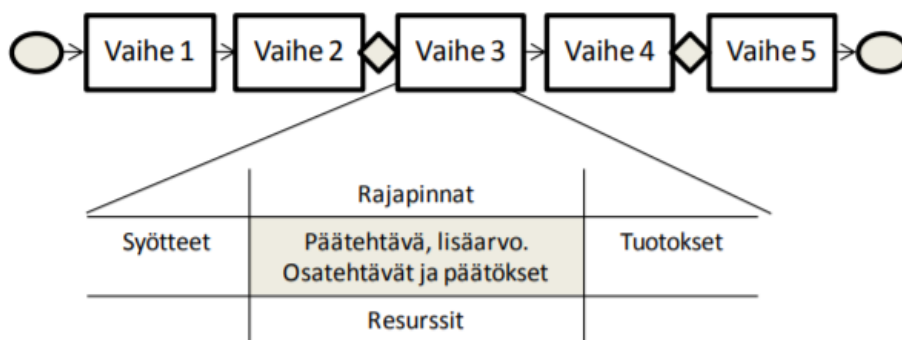 Vaihe 1
Vaihe 2
Vaihe 3
Vaihe 4
Vaihe 5
Rajapinnat
Syötteet
Päätehtävä, lisäarvo.
Osatehtävät ja päätökset
Tuotokset
Resurssit